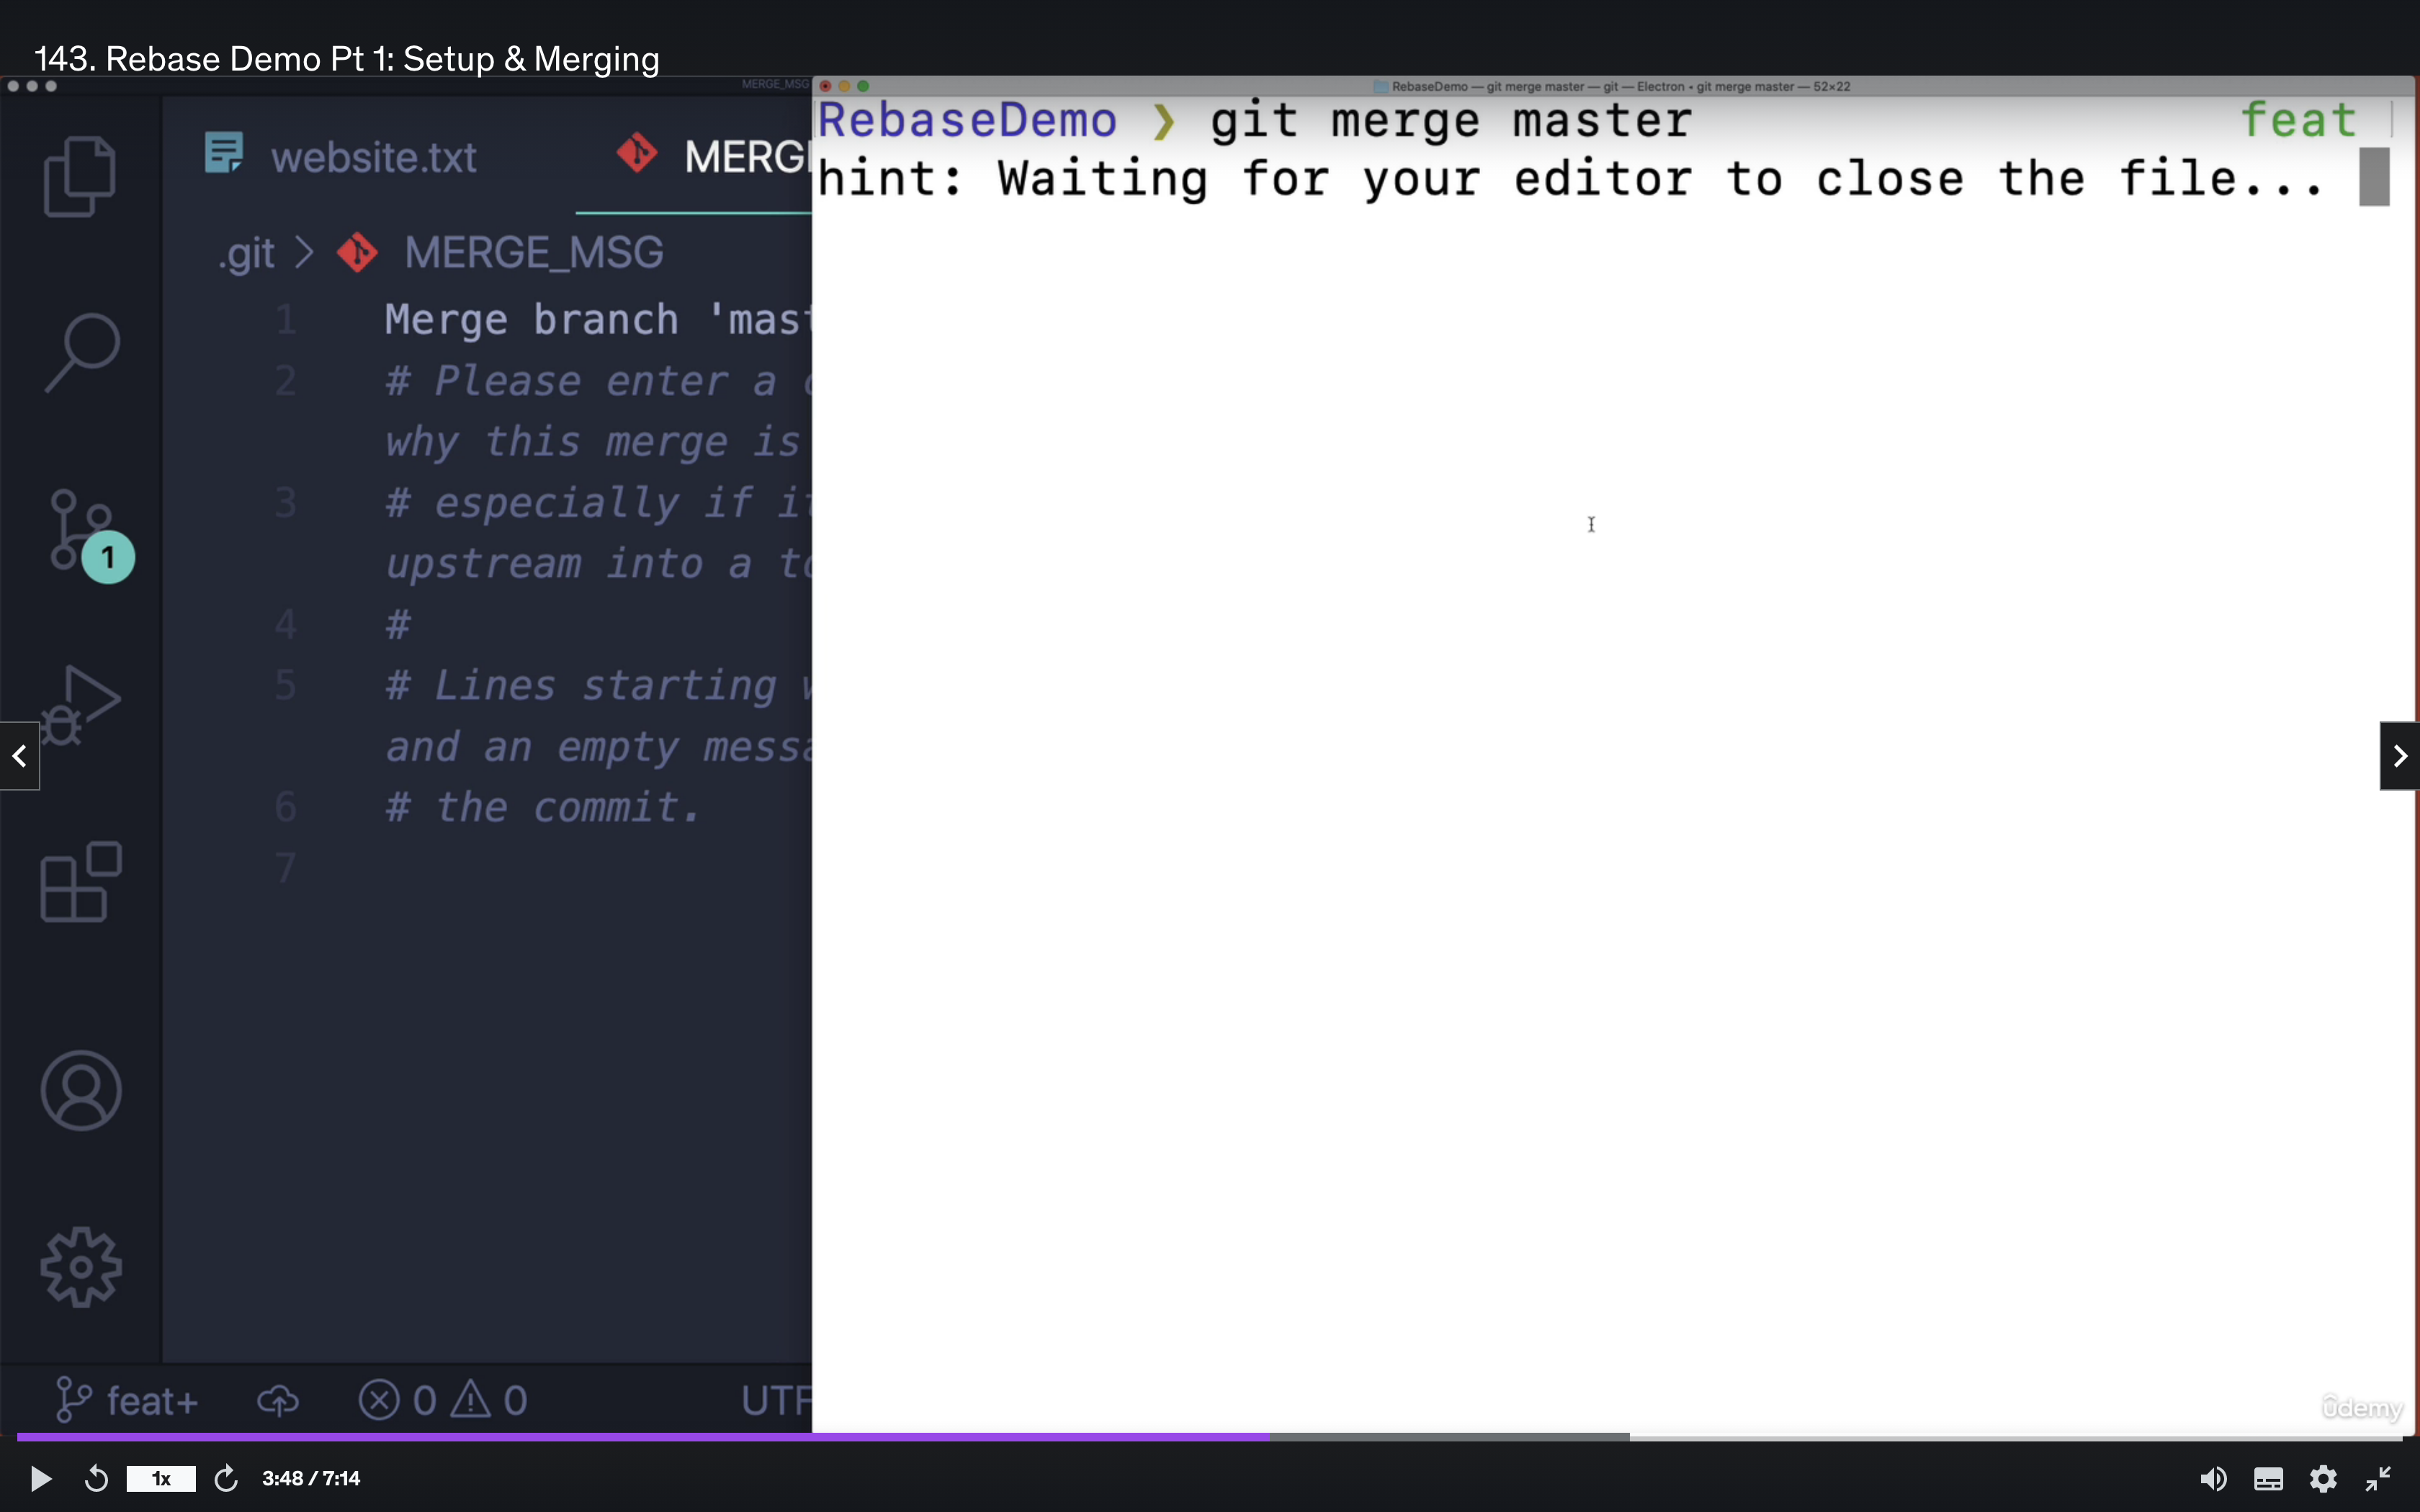 143. Rebase Demo Pt 1: Setup & Merging
MERGE_MSG
RebaseDemo — git merge master — git — Electron • git merge master — 52×22
website.txt
MERG
.git > MERGE_MSG
1 Merge branch 'mast
2 # Please enter a
why this merge is
3 # especially if it
upstream into a to
4 #
5 # Lines starting
and an empty messa
6 # the commit.
7
1
feat+
0
0
UTF
RebaseDemo ❯ git merge master feat
hint: Waiting for your editor to close the file...
ûdemy
1x
3:48 / 7:14